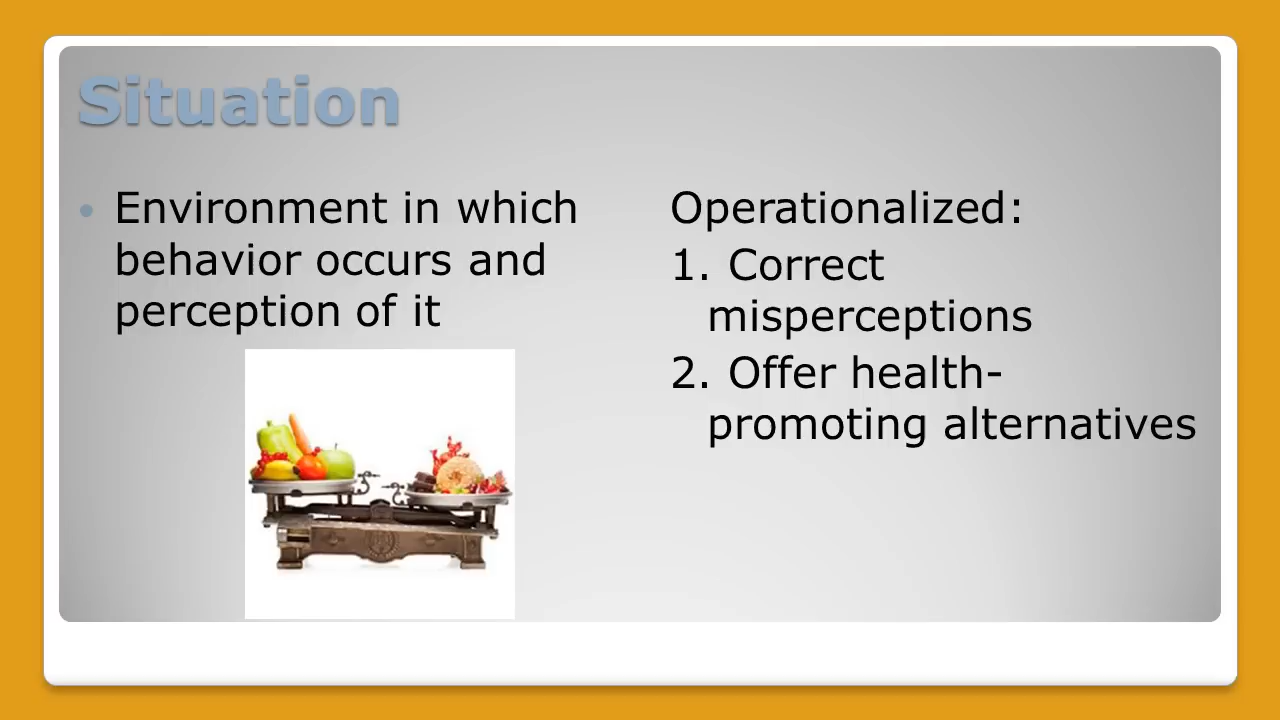 Situation
• Environment in which
behavior occurs and
perception of it
Operationalized:
1. Correct
misperceptions
2. Offer health-
promoting alternatives